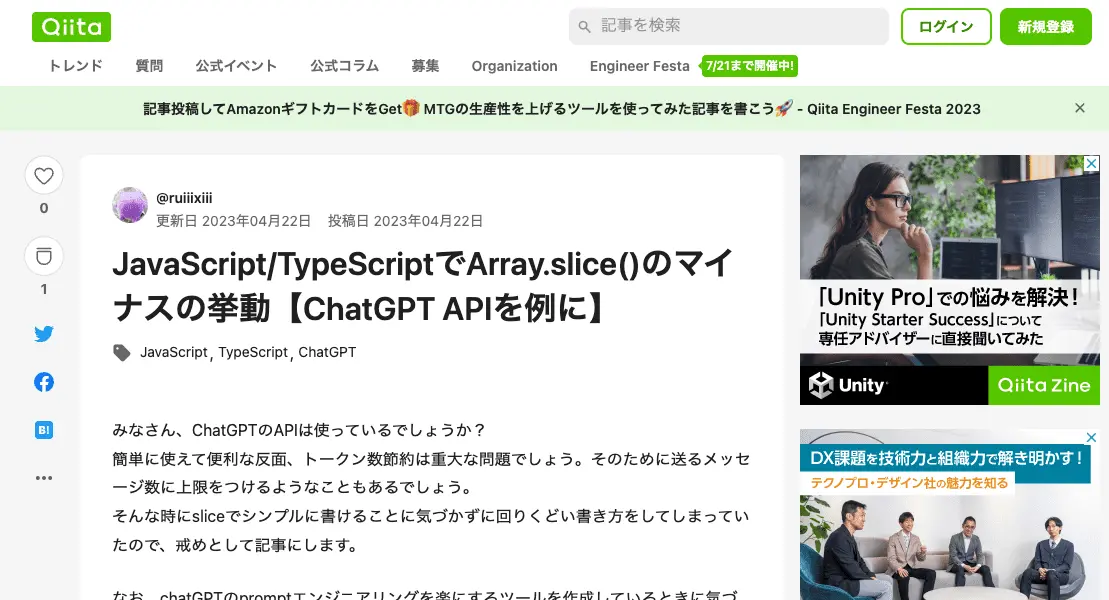 Qiita
記事を検索
ログイン
新規登録
トレンド 質問 公式イベント 公式コラム 募集 Organization Engineer Festa 7/21まで開催中!
記事投稿してAmazonギフトカードをGet🎁 MTGの生産性を上げるツールを使ってみた記事を書こう🚀 - Qiita Engineer Festa 2023
0
1
B!
@ruiiixiii
更新日 2023年04月22日 投稿日 2023年04月22日
JavaScript/TypeScriptでArray.slice()のマイ
ナスの挙動【ChatGPT APIを例に】
JavaScript, TypeScript, ChatGPT
みなさん、ChatGPTのAPIは使っているでしょうか？
簡単に使えて便利な反面、トークン数節約は重大な問題でしょう。そのために送るメッセ
ージ数に上限をつけるようなこともあるでしょう。
そんな時にsliceでシンプルに書けることに気づかずに回りくどい書き方をしてしまってい
たので、戒めとして記事にします。
なお、chatGPTのpromptエンジニアリングを楽にするツールを作成しているときに気づ
「Unity Pro」での悩みを解決！
「Unity Starter Success」について
専任アドバイザーに直接聞いてみた
Unity
Qiita Zine
DX課題を技術力と組織力で解き明かす！
テクノプロ・デザイン社の魅力を知る